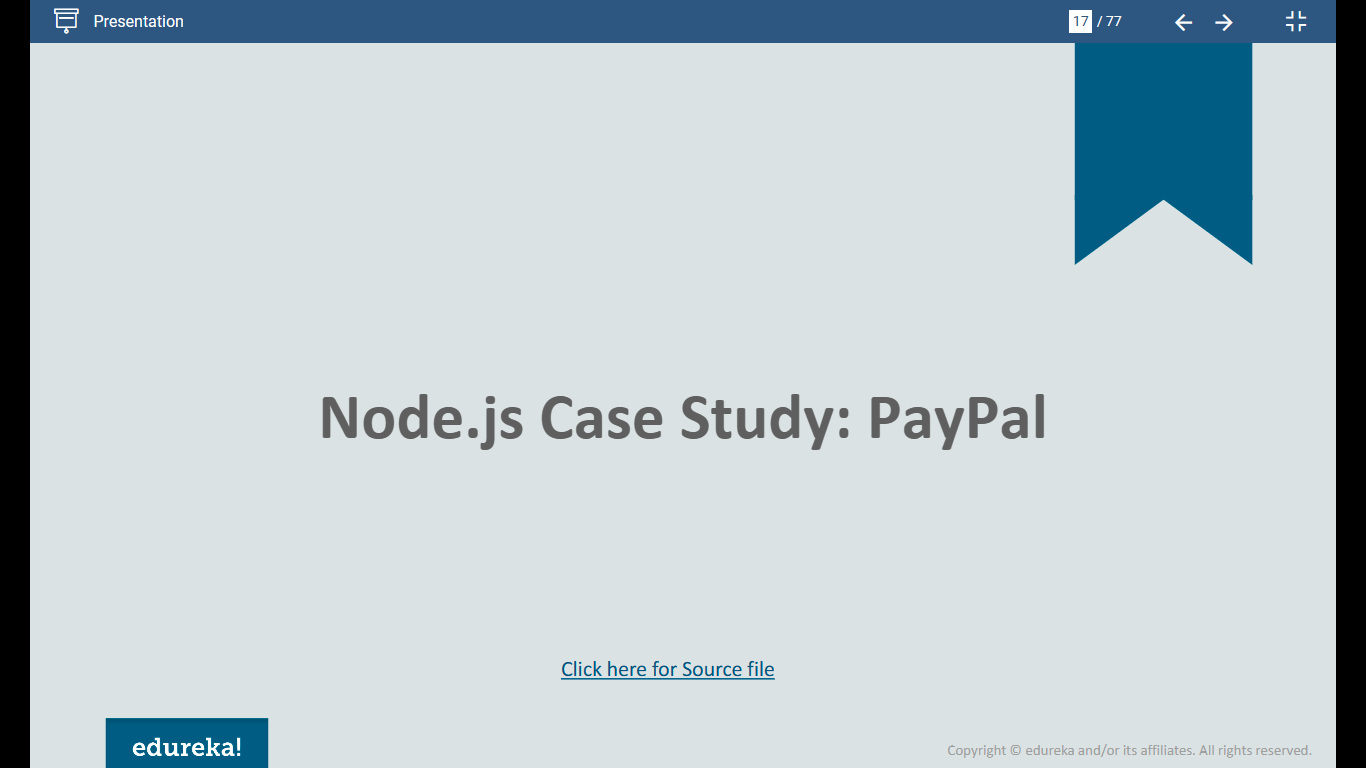 Presentation
17 / 77
Node.js Case Study: PayPal
Click here for Source file
edureka!
Copyright © edureka and/or its affiliates. All rights reserved.